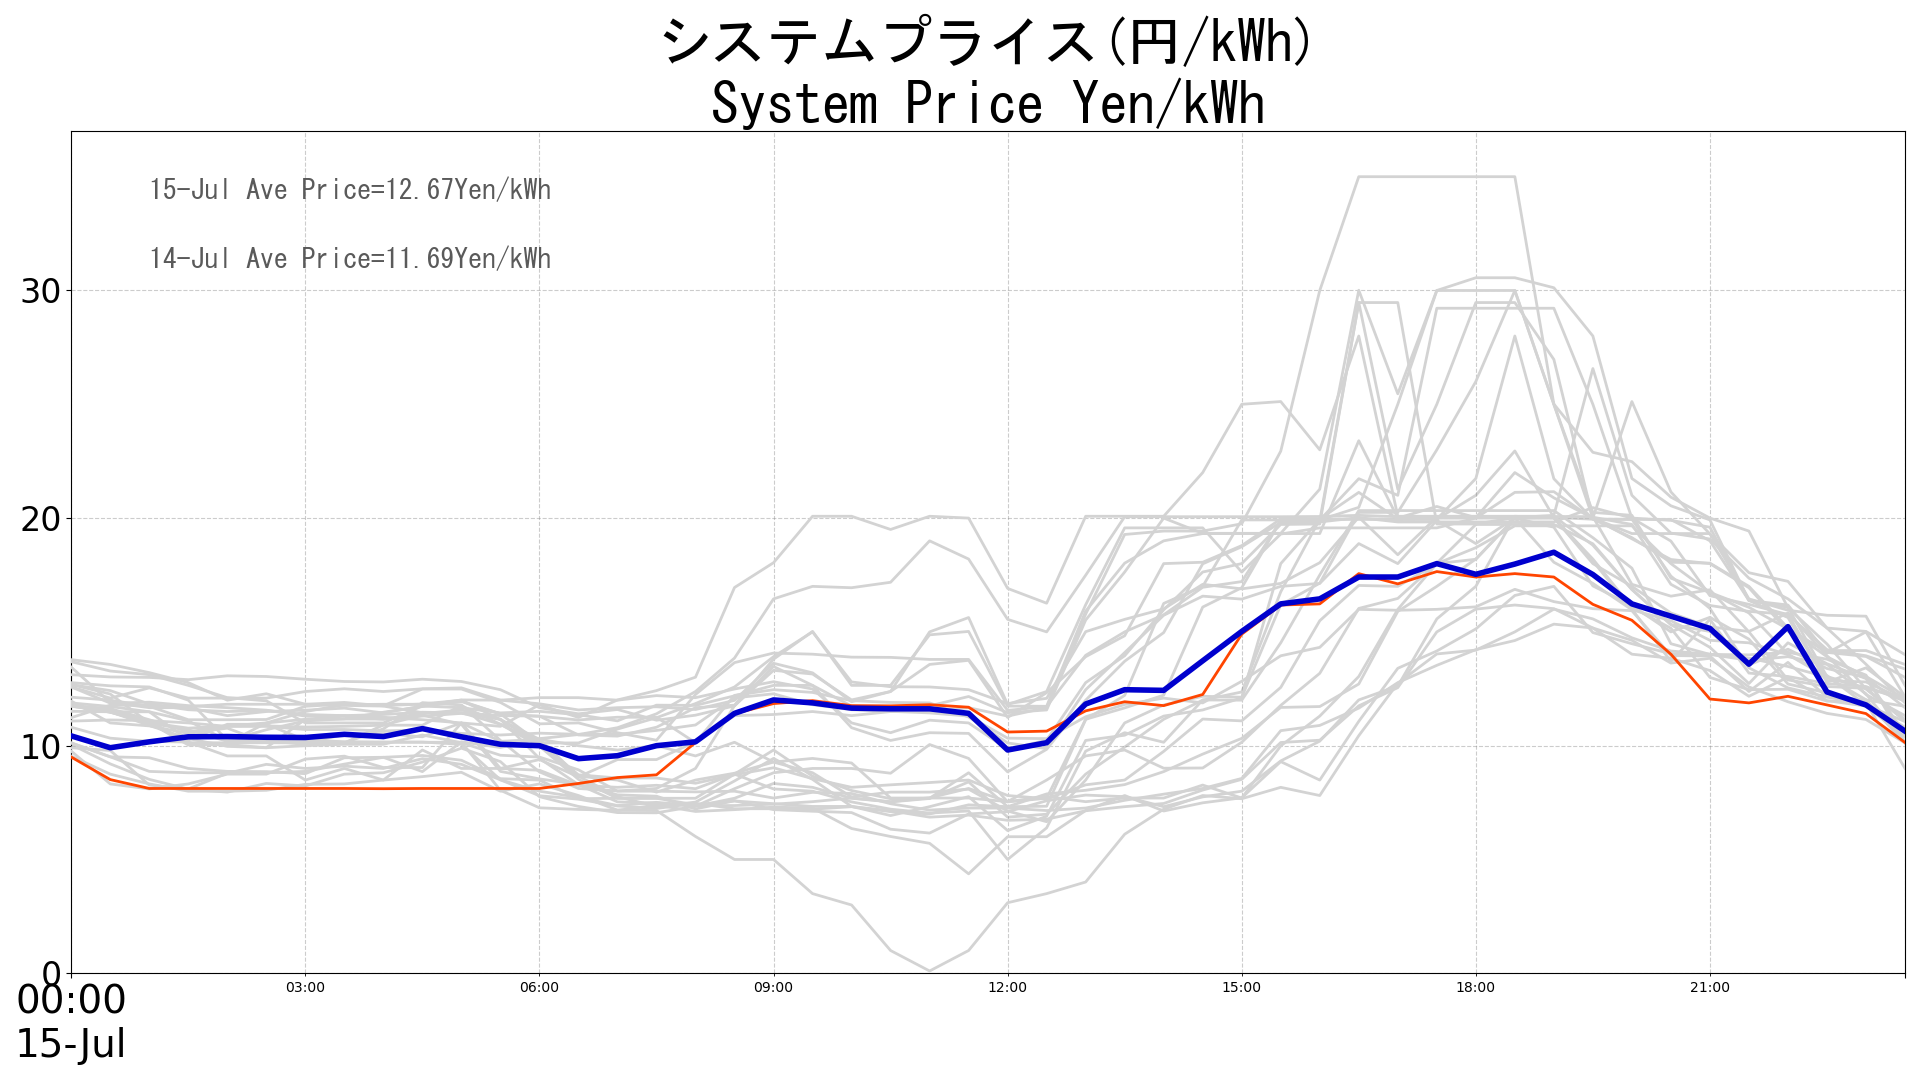 システムプライス(円/kWh)
System Price Yen/kWh
15-Jul Ave Price=12.67Yen/kWh
14-Jul Ave Price=11.69Yen/kWh
30
20
10
0
00:00
03:00
06:00
09:00
12:00
15:00
18:00
21:00
15-Jul